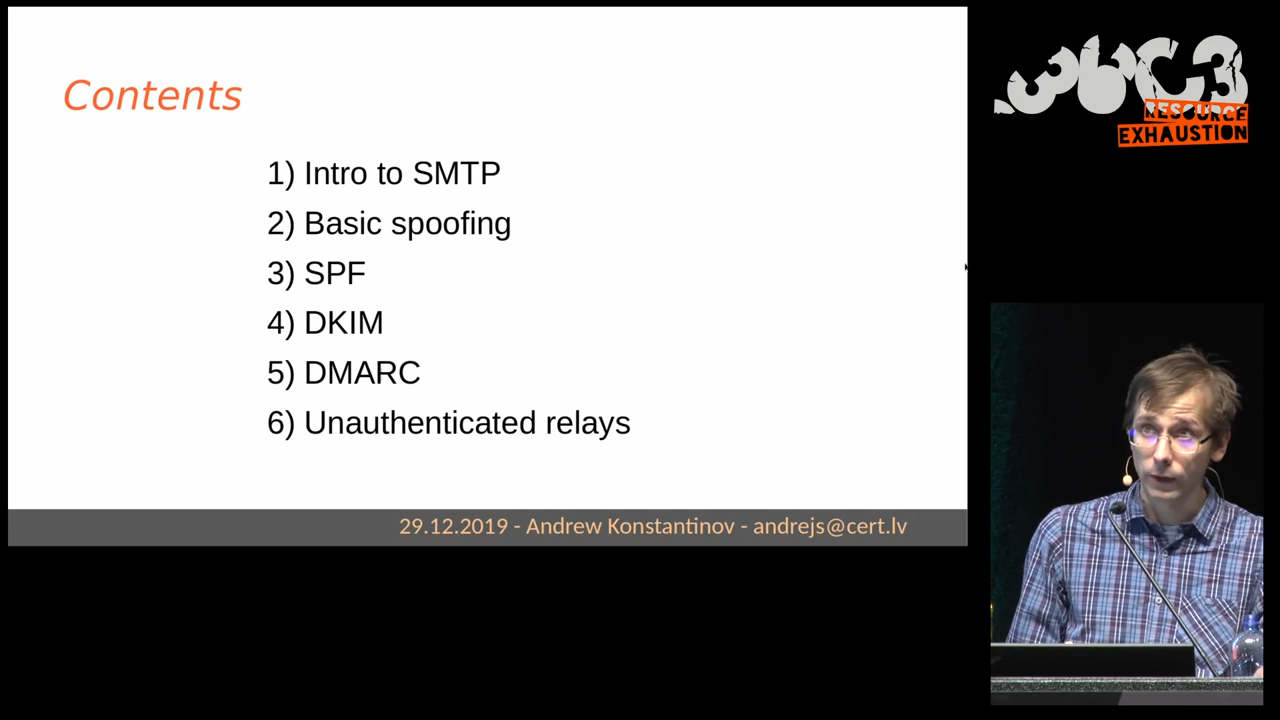 Contents
1) Intro to SMTP
2) Basic spoofing
3) SPF
4) DKIM
5) DMARC
6) Unauthenticated relays
29.12.2019 - Andrew Konstantinov - andrejs@cert.lv
36C3
RESOURCE
EXHAUSTION